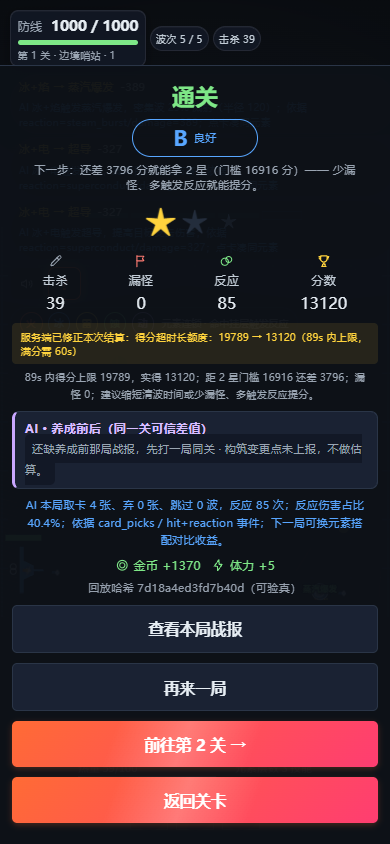 防线 1000 / 1000
第 1 关 · 边境哨站 · 1
波次 5 / 5
击杀 39
通关
B 良好
下一步：还差 3796 分就能拿 2 星（门槛 16916 分）—— 少漏
怪、多触发反应就能提分。
击杀 漏怪 反应 分数
39 0 85 13120
服务端已修正本次结算：得分超时长额度：19789 → 13120（89s 内上限，
满分需 60s）
89s 内得分上限 19789，实得 13120；距 2 星门槛 16916 还差 3796；漏
怪 0；建议缩短清波时间或少漏怪、多触发反应提分。
AI · 养成前后（同一关可信差值）
还缺养成前那局战报，先打一局同关 · 构筑变更点未上报，不做估
算。
AI 本局取卡 4 张、弃 0 张、跳过 0 波，反应 85 次；反应伤害占比
40.4%；依据 card_picks / hit+reaction 事件；下一局可换元素搭
配对比收益。
金币 +1370 体力 +5
回放哈希 7d18a4ed3fd7b40d（可验真）
查看本局战报
再来一局
前往第 2 关 →
返回关卡